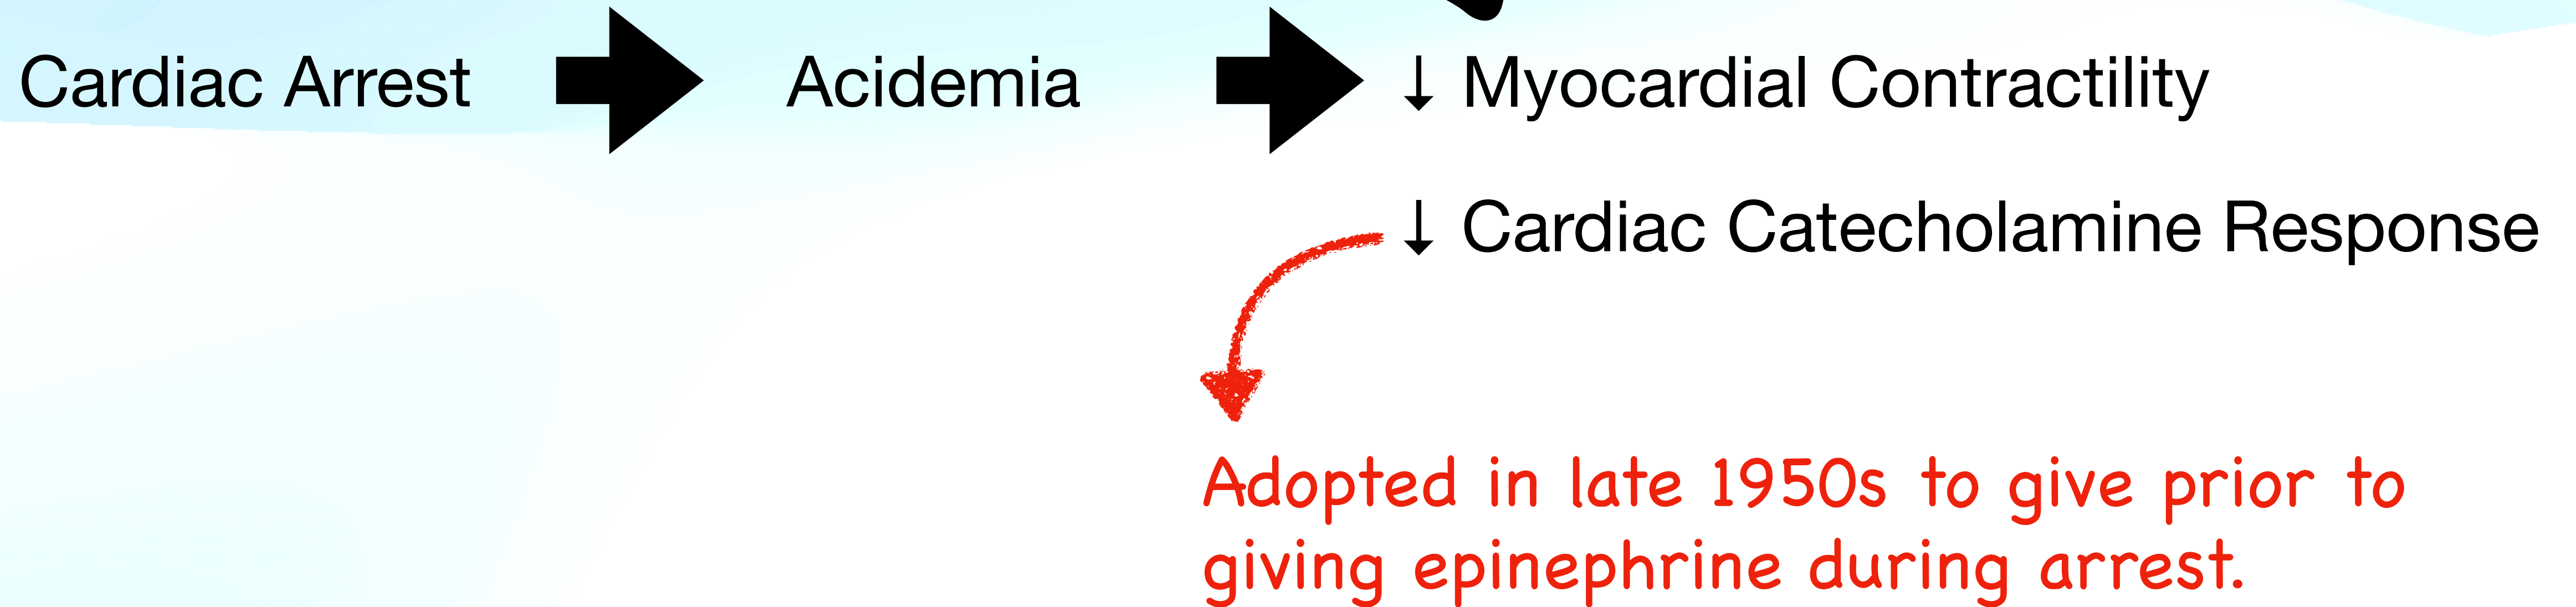 Cardiac Arrest Acidemia ↓ Myocardial Contractility
↓ Cardiac Catecholamine Response
Adopted in late 1950s to give prior to
giving epinephrine during arrest.